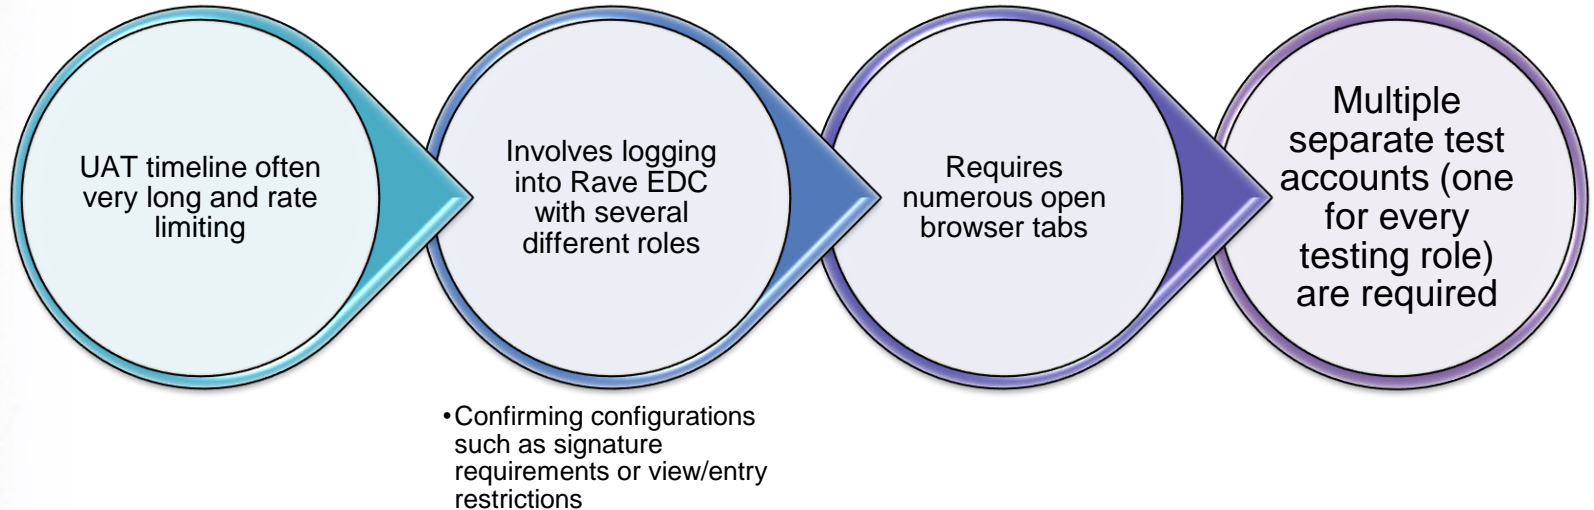 UAT timeline often
very long and rate
limiting
Involves logging
into Rave EDC
with several
different roles
•Confirming configurations
such as signature
requirements or view/entry
restrictions
Requires
numerous open
browser tabs
Multiple
separate test
accounts (one
for every
testing role)
are required